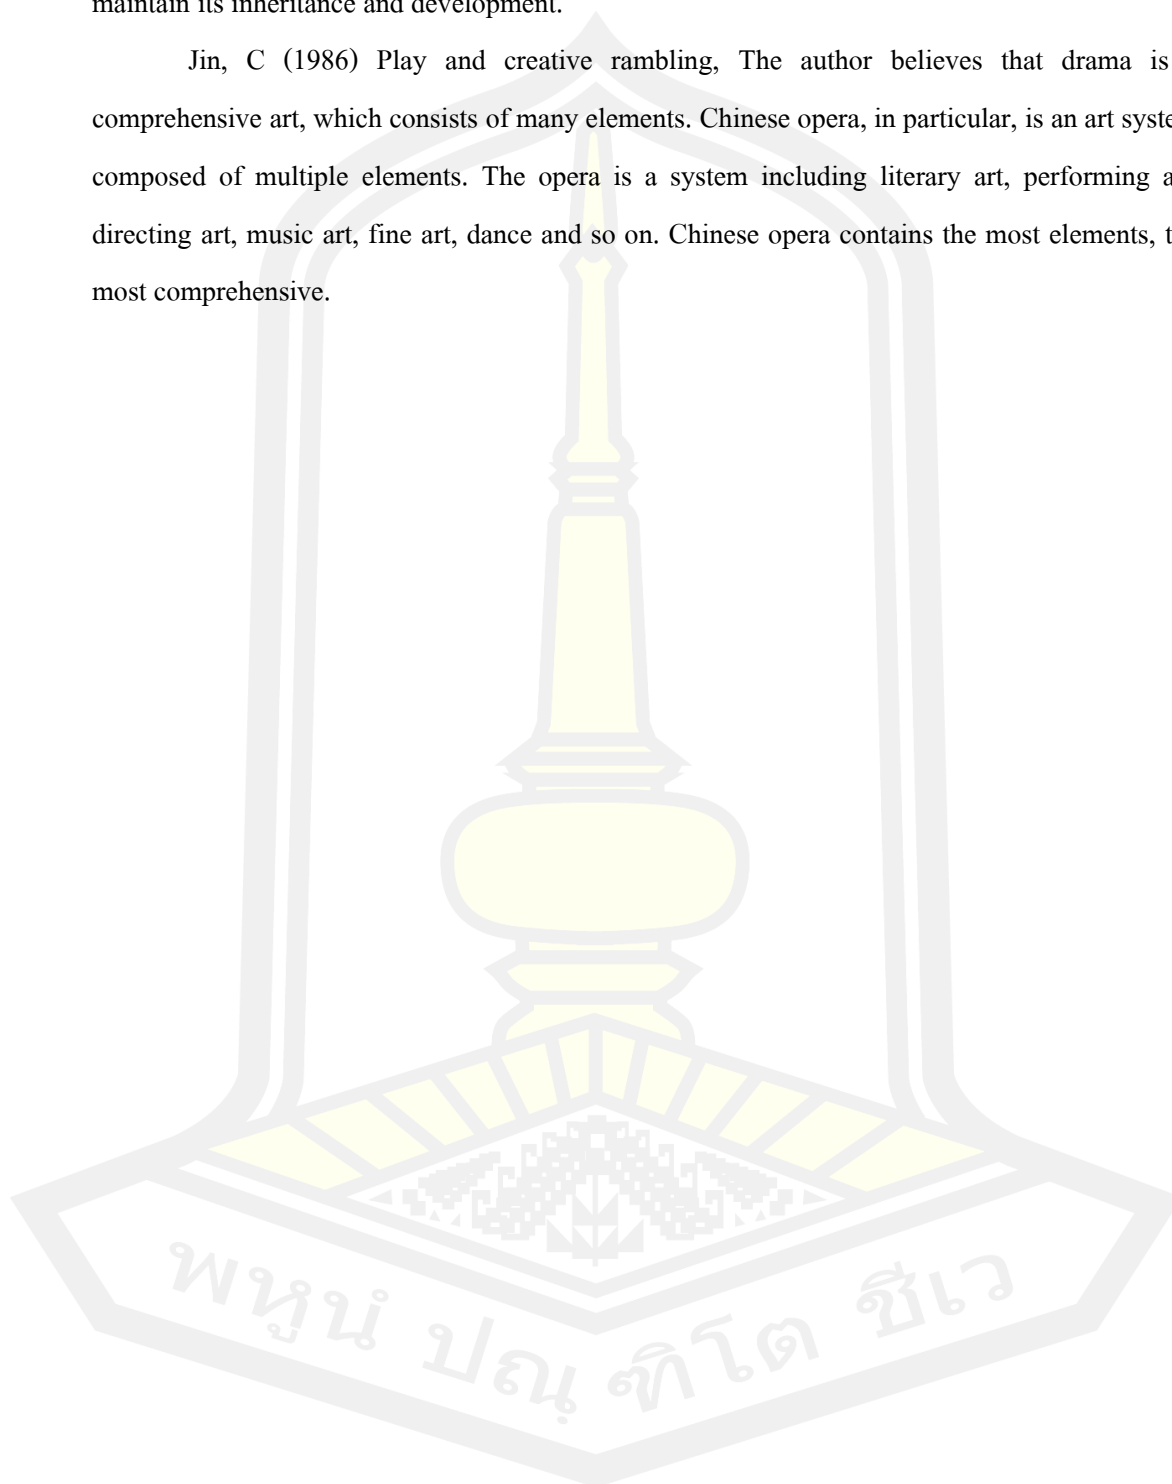 maintain its inheritance and development.
Jin, C (1986) Play and creative rambling, The author believes that drama is
comprehensive art, which consists of many elements. Chinese opera, in particular, is an art syste
composed of multiple elements. The opera is a system including literary art, performing a
directing art, music art, fine art, dance and so on. Chinese opera contains the most elements, t
most comprehensive.
พหูนํ ปณฺฑิโต ชีเว